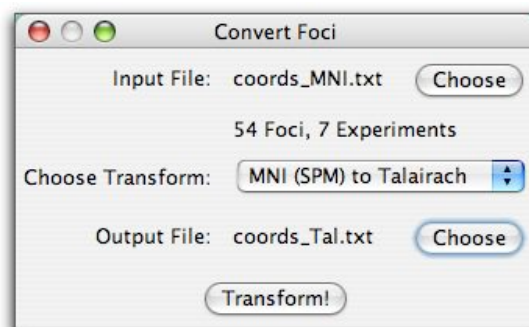 Convert Foci
Input File: coords_MNI.txt Choose
54 Foci, 7 Experiments
Choose Transform: MNI (SPM) to Talairach
Output File: coords_Tal.txt Choose
Transform!